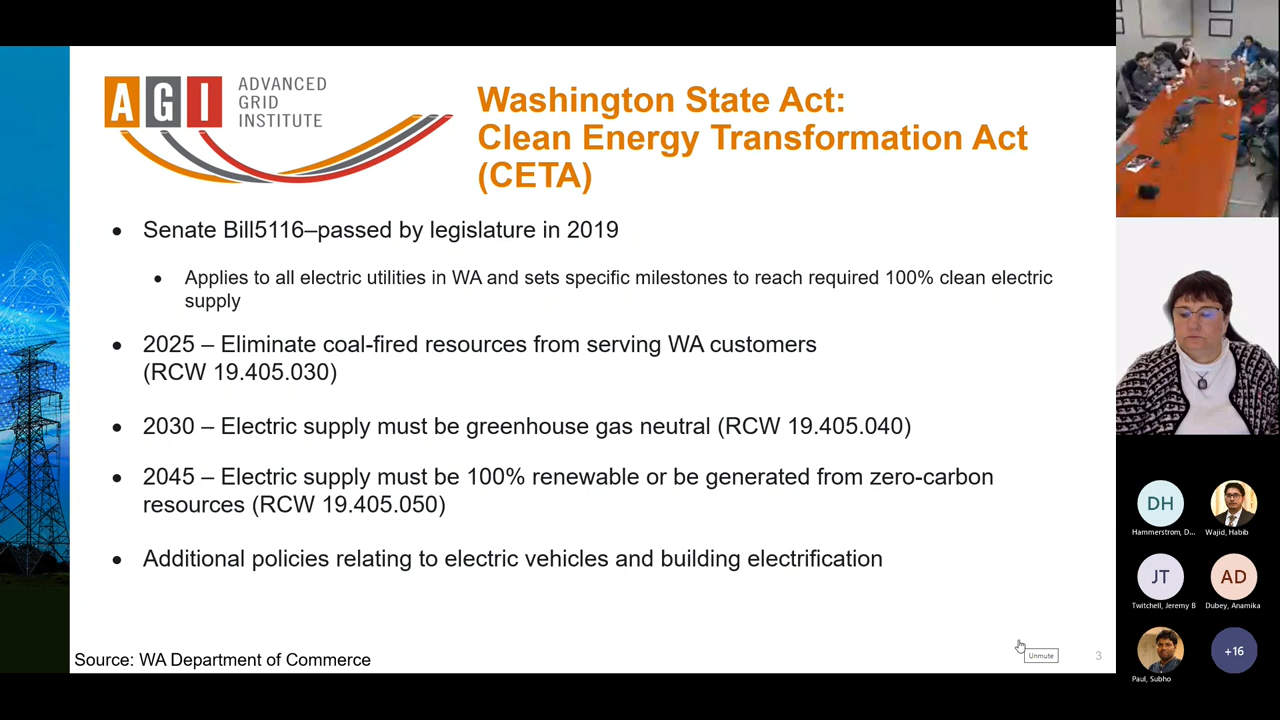 AGI
ADVANCED
GRID
INSTITUTE
Washington State Act:
Clean Energy Transformation Act
(CETA)
• Senate Bill5116–passed by legislature in 2019
• Applies to all electric utilities in WA and sets specific milestones to reach required 100% clean electric
supply
• 2025 – Eliminate coal-fired resources from serving WA customers
(RCW 19.405.030)
• 2030 – Electric supply must be greenhouse gas neutral (RCW 19.405.040)
• 2045 – Electric supply must be 100% renewable or be generated from zero-carbon
resources (RCW 19.405.050)
• Additional policies relating to electric vehicles and building electrification
Source: WA Department of Commerce
Unmute
3
DH
Hammerstrom, D...
Wajid, Habib
JT
Twitchell, Jeremy B
AD
Dubey, Anamika
Paul, Subho
+16